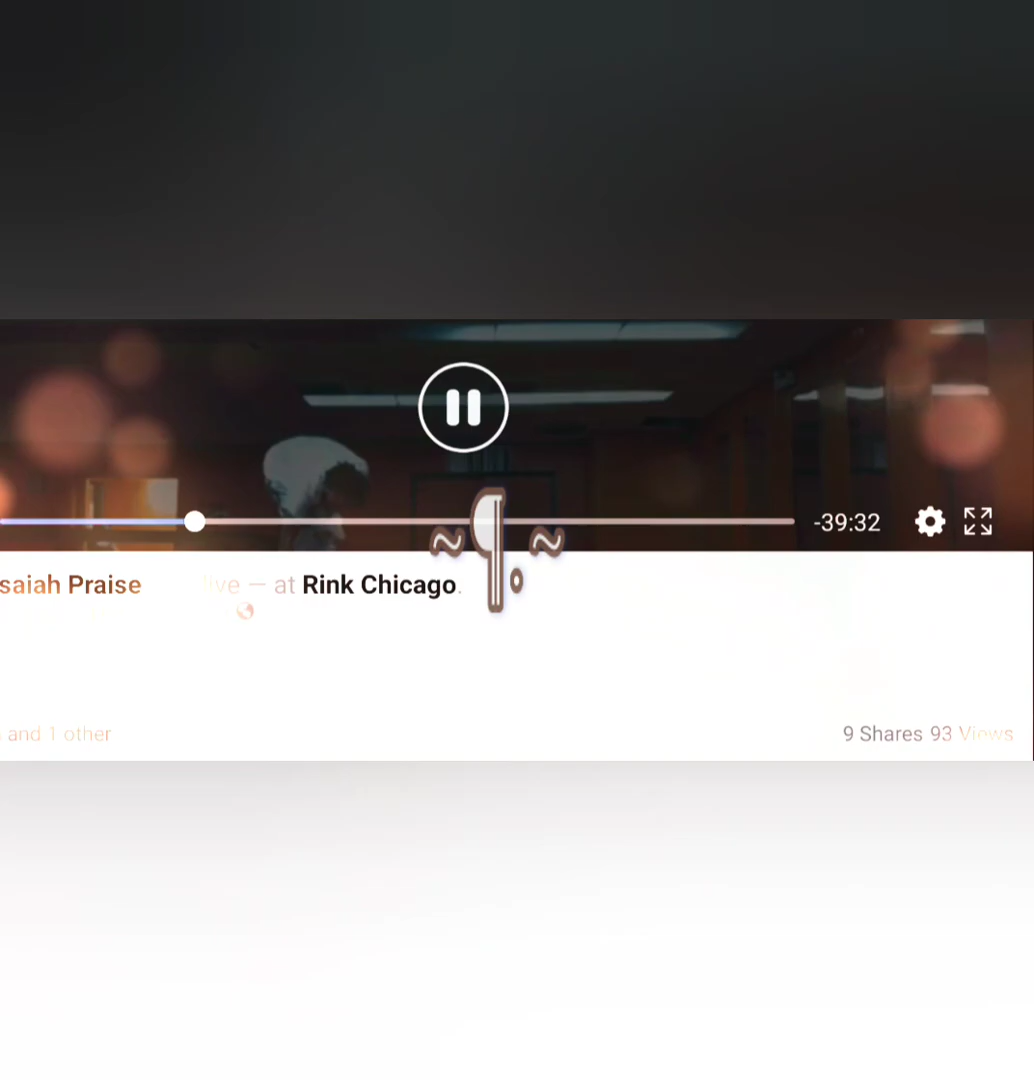 -39:32
~¶.~
saiah Praise live — at Rink Chicago.
and 1 other
9 Shares 93 Views